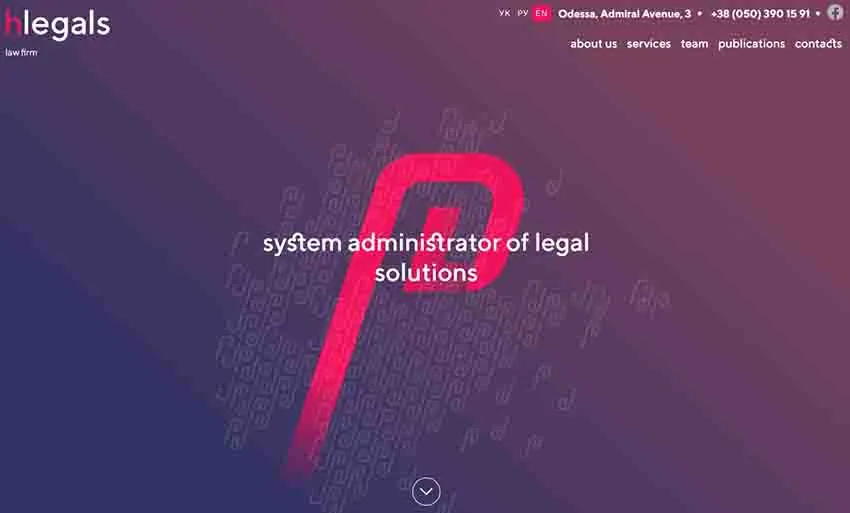 hlegals
law firm
УК РУ EN Odessa, Admiral Avenue, 3 • +38 (050) 390 15 91 •
about us services team publications contacts
system administrator of legal
solutions